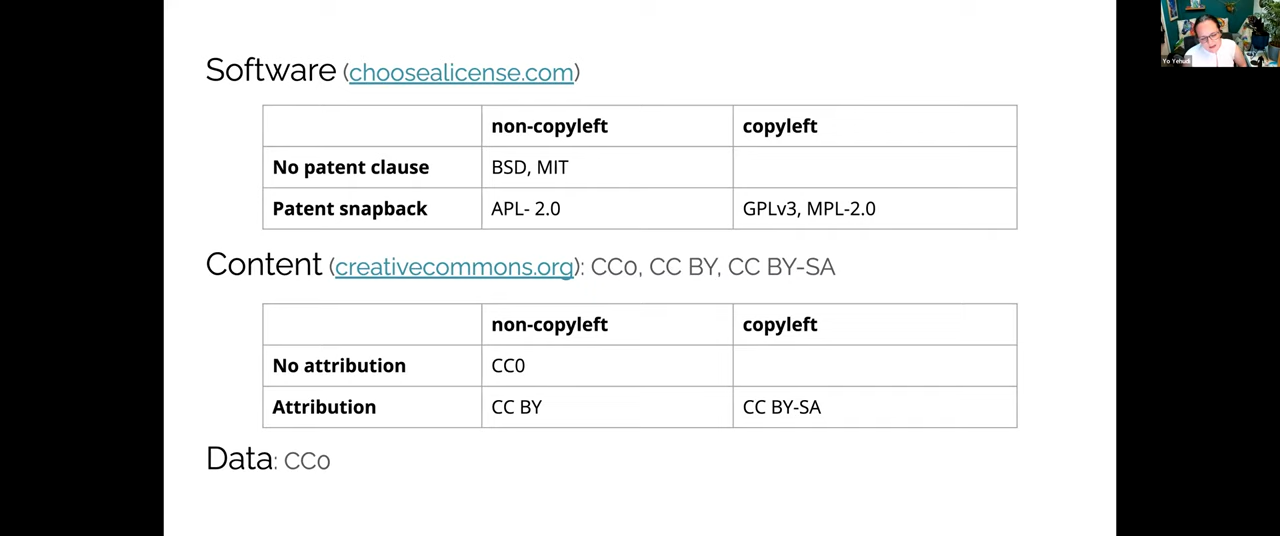 Software (choosealicense.com)
non-copyleft copyleft
No patent clause BSD, MIT
Patent snapback APL- 2.0 GPLv3, MPL-2.0
Content (creativecommons.org): CC0, CC BY, CC BY-SA
non-copyleft copyleft
No attribution CC0
Attribution CC BY CC BY-SA
Data: CC0
Yo Yehudi